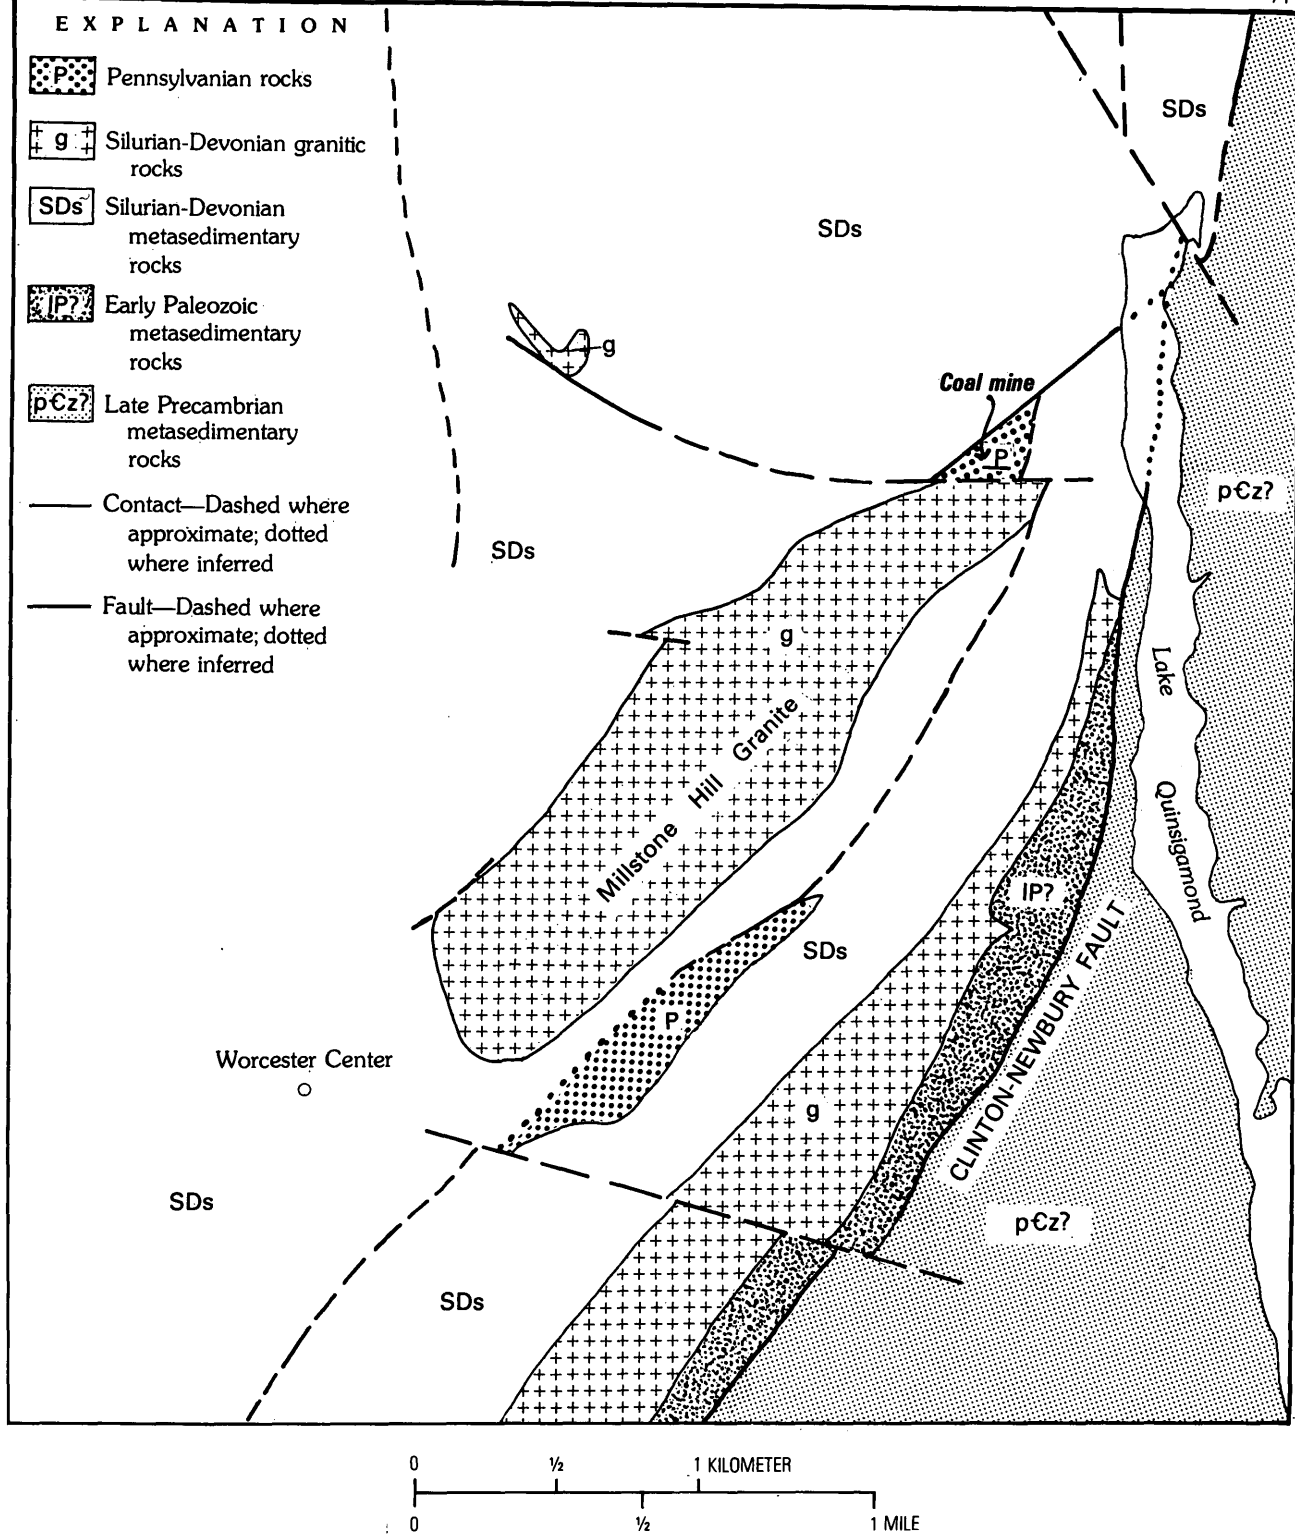 E X P L A N A T I O N
P
Pennsylvanian rocks
g
Silurian-Devonian granitic
rocks
SDs
Silurian-Devonian
metasedimentary
rocks
lP?
Early Paleozoic
metasedimentary
rocks
p€z?
Late Precambrian
metasedimentary
rocks
Contact—Dashed where
approximate; dotted
where inferred
Fault—Dashed where
approximate; dotted
where inferred
SDs
SDs
g
Coal mine
P
p€z?
SDs
g
Lake
Quinsigamond
Millstone Hill Granite
lP?
SDs
CLINTON-NEWBURY FAULT
P
Worcester Center
g
SDs
p€z?
SDs
0 ½ 1 KILOMETER
0 ½ 1 MILE